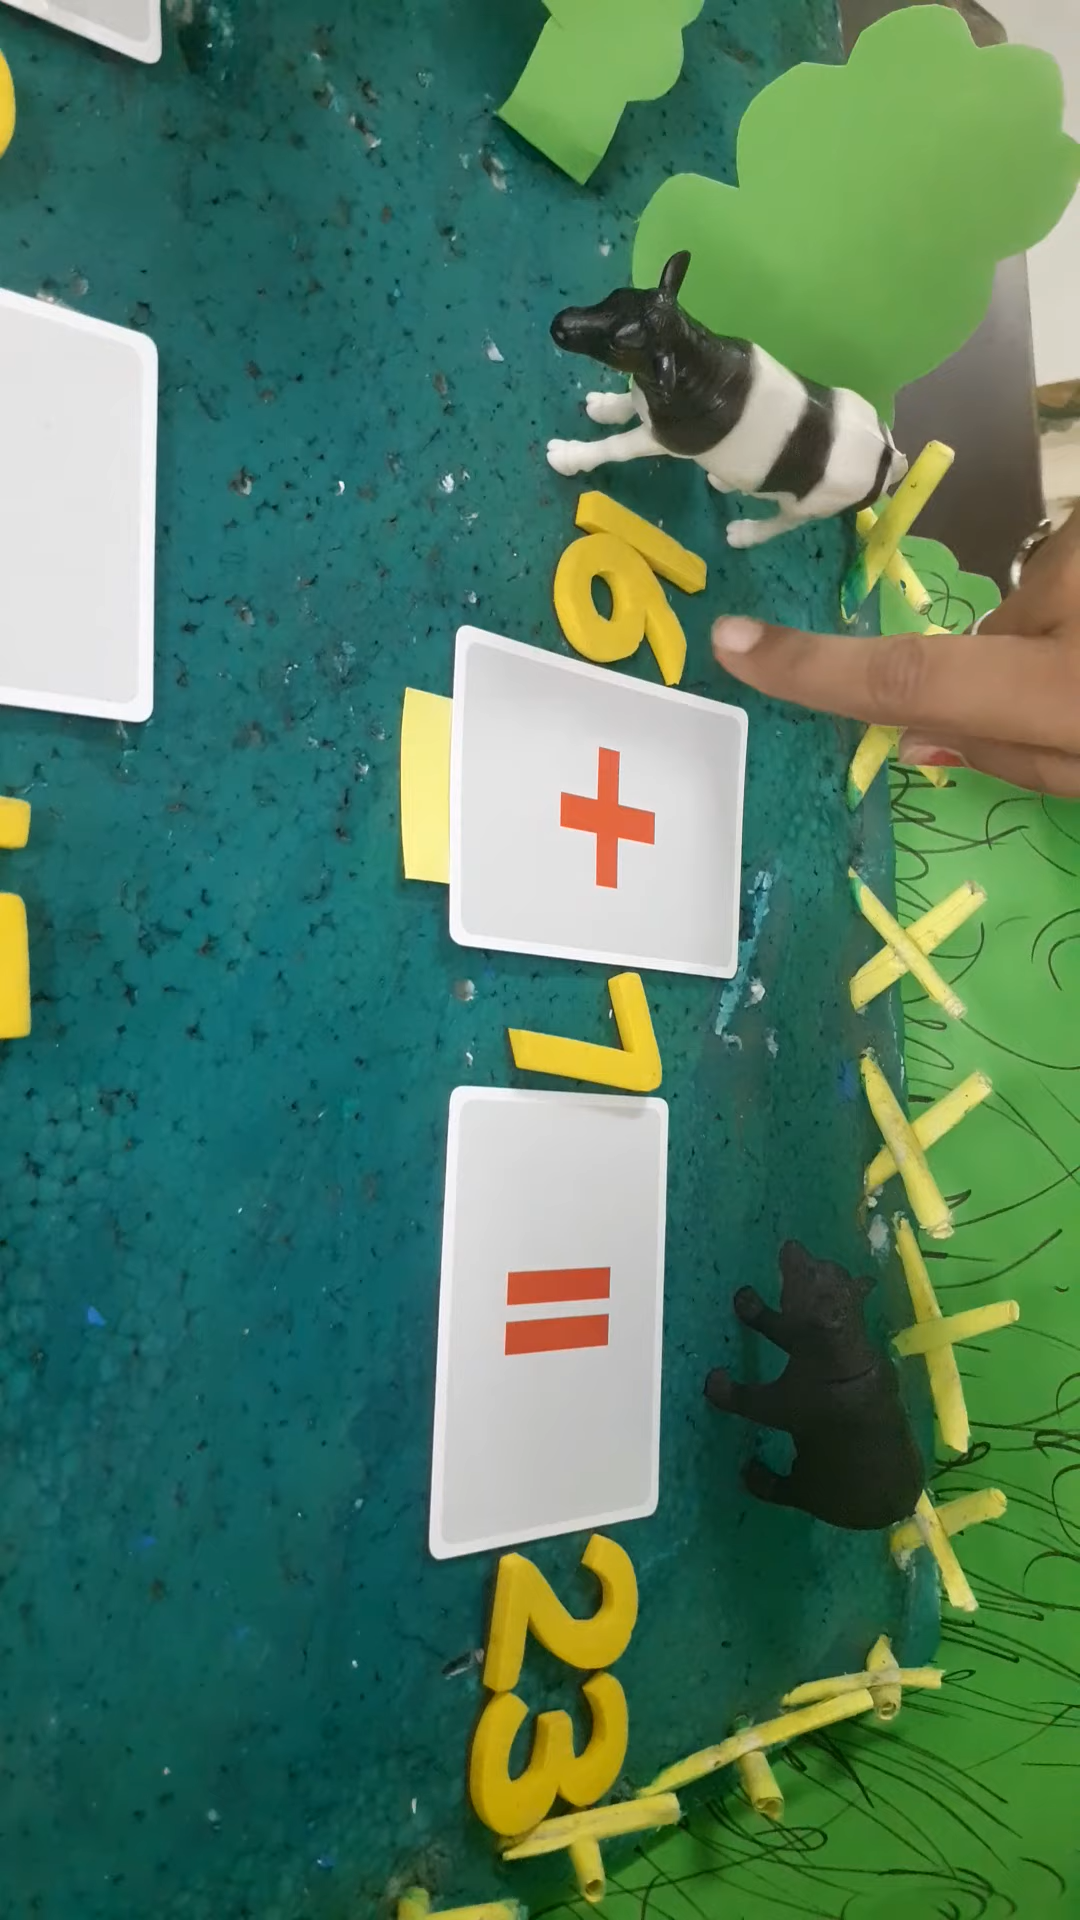 16 + 7 = 23